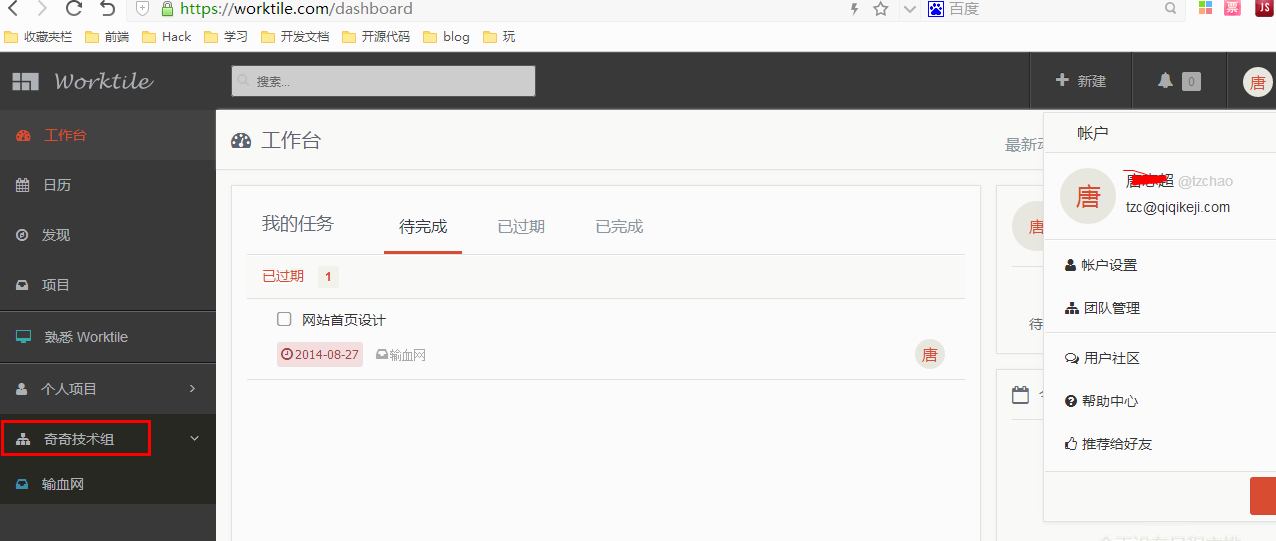 https://worktile.com/dashboard
百度
票
JS
收藏夹栏 前端 Hack 学习 开发文档 开源代码 blog 玩
Worktile
搜索...
新建
0
唐
工作台
日历
发现
项目
熟悉 Worktile
个人项目
奇奇技术组
输血网
工作台
最新
我的任务 待完成 已过期 已完成
已过期 1
网站首页设计
2014-08-27 输血网
唐
唐
待
帐户
唐
@tzchao
tzc@qiqikeji.com
帐户设置
团队管理
用户社区
帮助中心
推荐给好友